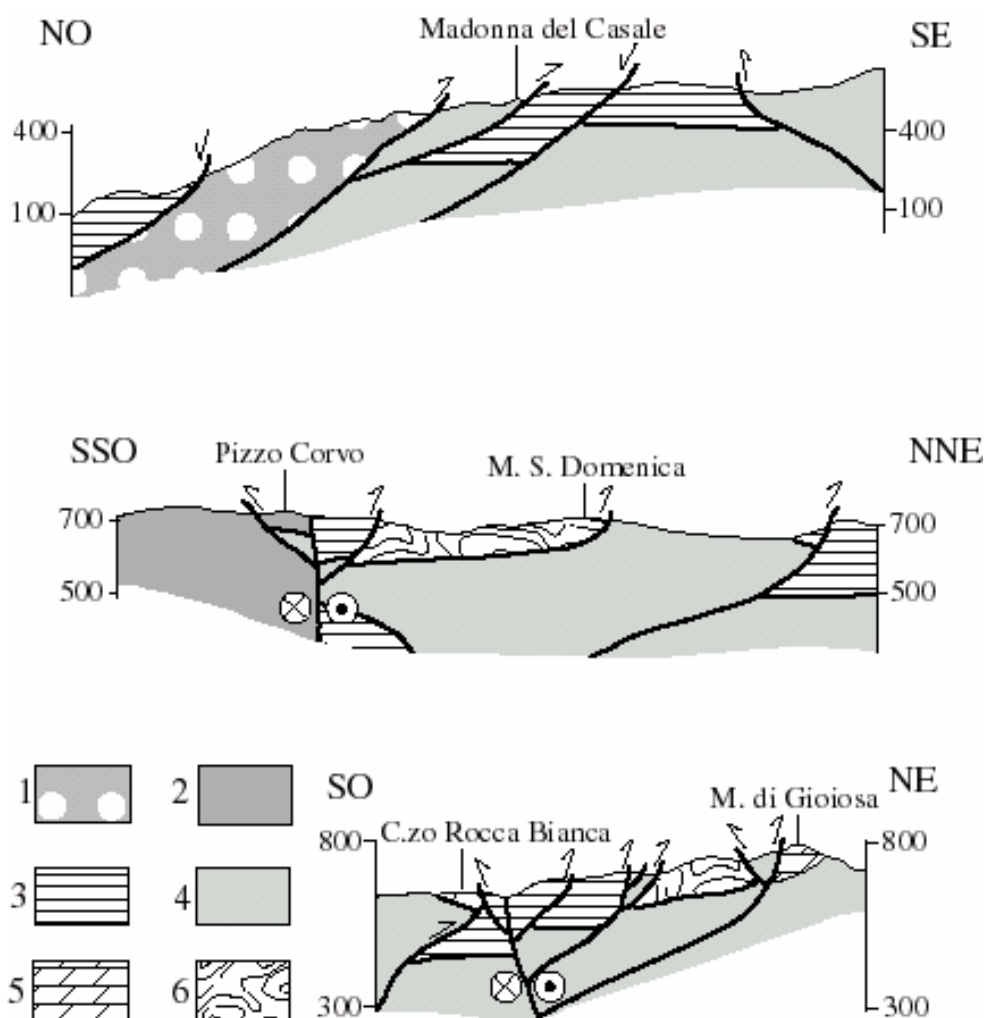 NO Madonna del Casale SE
400 400
100 100
SSO Pizzo Corvo M. S. Domenica NNE
700 700
500 500
1 2 SO M. di Gioiosa NE
800 C.zo Rocca Bianca 800
3 4
5 6 300 300